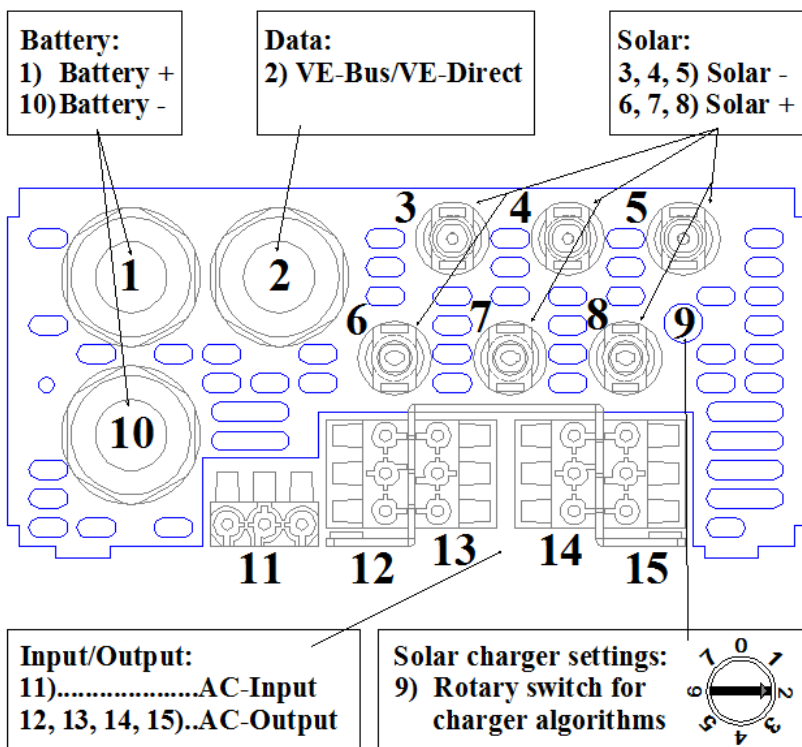 Battery:
1) Battery +
10)Battery -
Data:
2) VE-Bus/VE-Direct
Solar:
3, 4, 5) Solar -
6, 7, 8) Solar +
3 4 5
1 2
6 7 8 9
10
11 12 13 14 15
Input/Output:
11).....................AC-Input
12, 13, 14, 15)..AC-Output
Solar charger settings:
9) Rotary switch for
charger algorithms
0 1 2 3 4 5 6 7